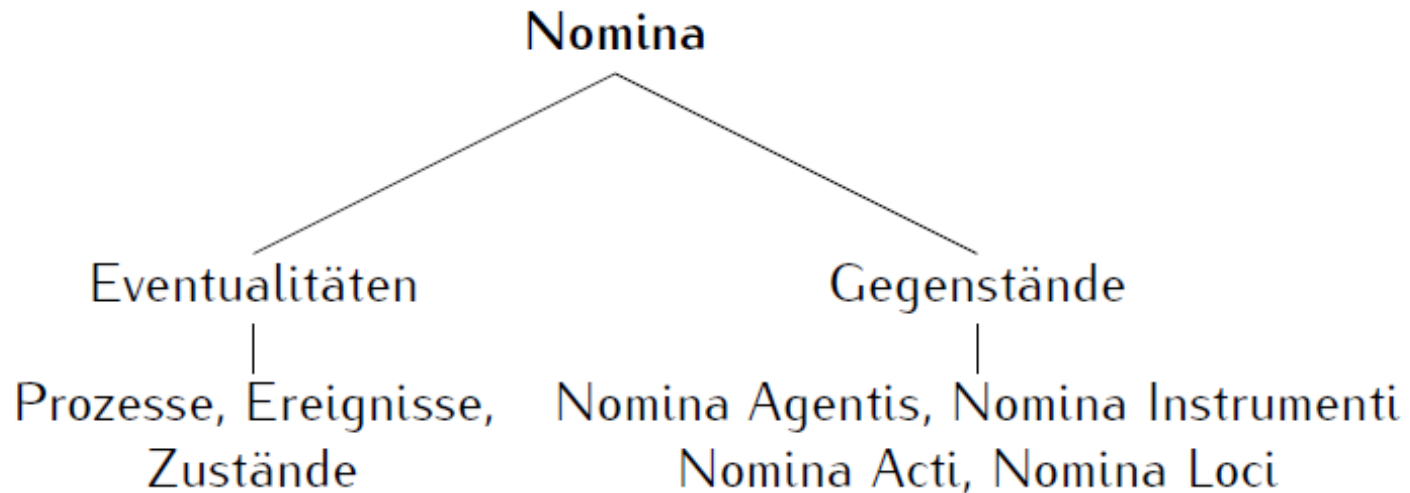 Nomina
Eventualitäten
Gegenstände
Prozesse, Ereignisse,
Zustände
Nomina Agentis, Nomina Instrumenti
Nomina Acti, Nomina Loci